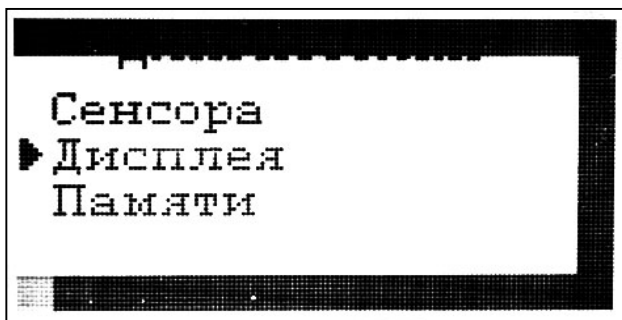 Сенсора
Дисплея
Памяти